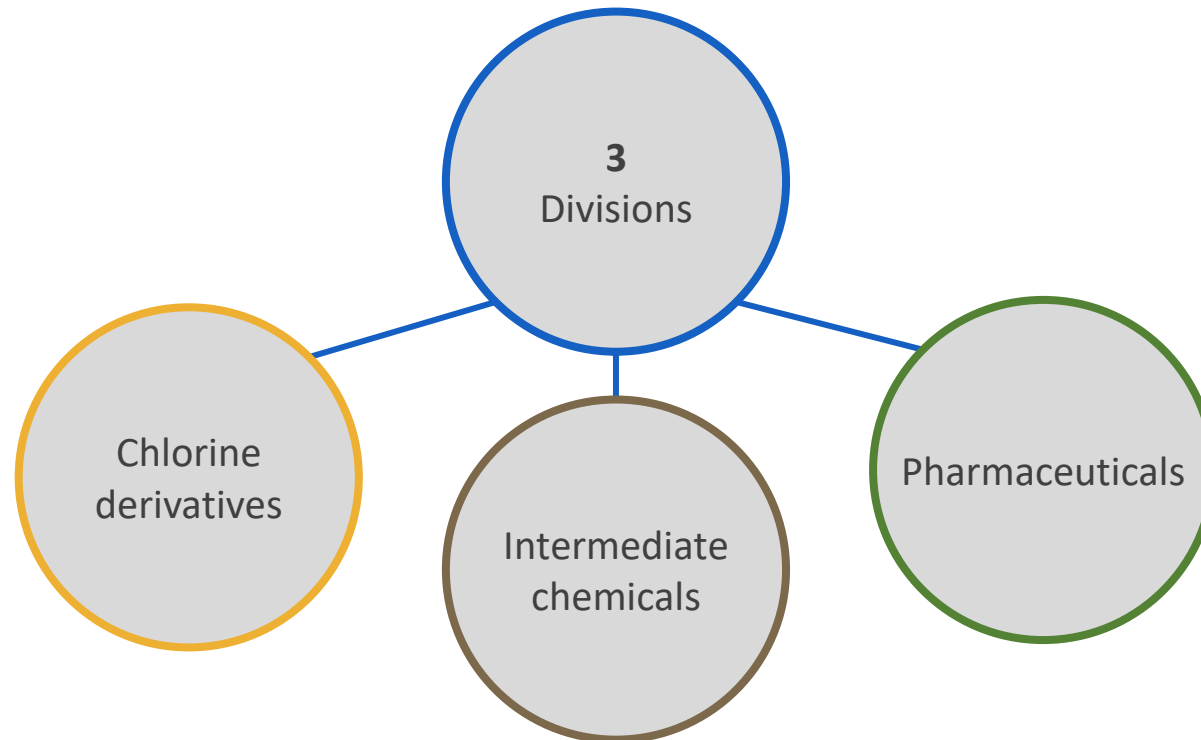 3
Divisions
Chlorine
derivatives
Intermediate
chemicals
Pharmaceuticals